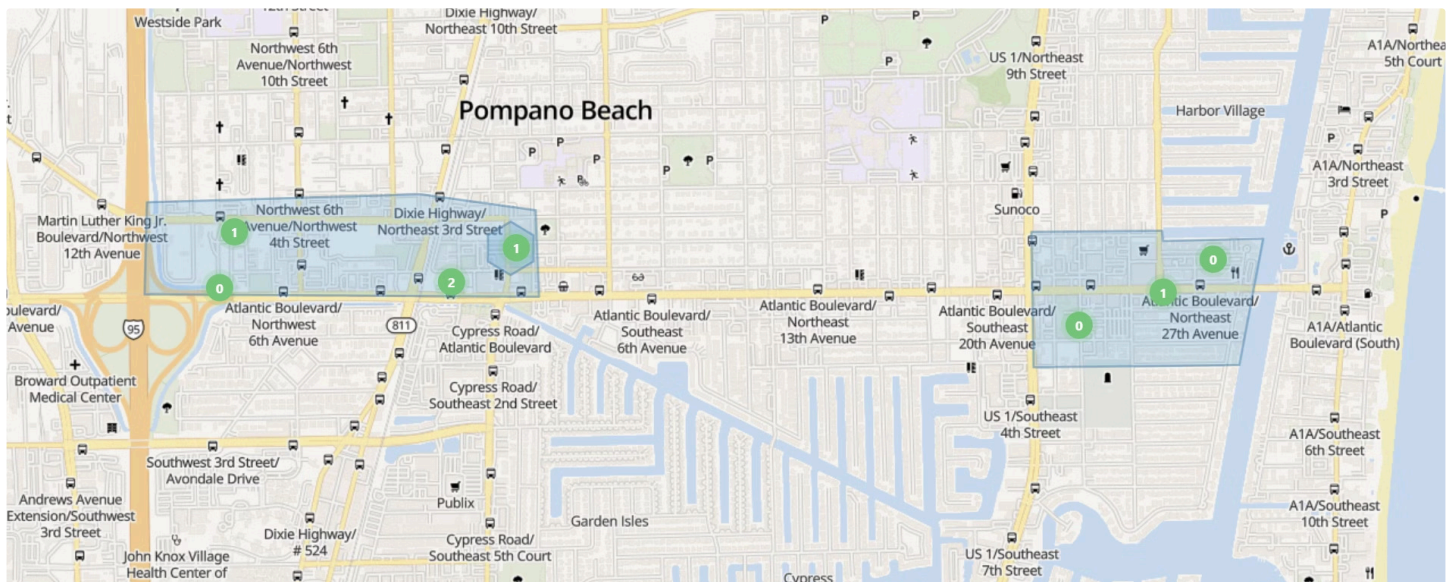 Westside Park
Dixie Highway/
Northeast 10th Street
Northwest 6th
Avenue/Northwest
10th Street
US 1/Northeast
9th Street
5th Court
Pompano Beach
Harbor Village
P
P
P
P
P
P
P
P
P
P
A1A/Northeast
3rd Street
Sunoco
Martin Luther King Jr.
Boulevard/Northwest
12th Avenue
Northwest 6th
Avenue/Northwest
4th Street
Dixie Highway/
Northeast 3rd Street
1
1
0
2
0
1
0
Avenue
95
811
Atlantic Boulevard/
Northwest
6th Avenue
Cypress Road/
Atlantic Boulevard
Atlantic Boulevard/
Southeast
6th Avenue
Atlantic Boulevard/
Northeast
13th Avenue
Atlantic Boulevard/
Southeast
20th Avenue
Atlantic Boulevard/
Northeast
27th Avenue
A1A/Atlantic
Boulevard (South)
Broward Outpatient
Medical Center
Cypress Road/
Southeast 2nd Street
US 1/Southeast
4th Street
A1A/Southeast
6th Street
Southwest 3rd Street/
Avondale Drive
Andrews Avenue
Extension/Southwest
3rd Street
Publix
Garden Isles
A1A/Southeast
10th Street
Dixie Highway/
# 524
Cypress Road/
Southeast 5th Court
John Knox Village
Health Center of
US 1/Southeast
7th Street
Cypress